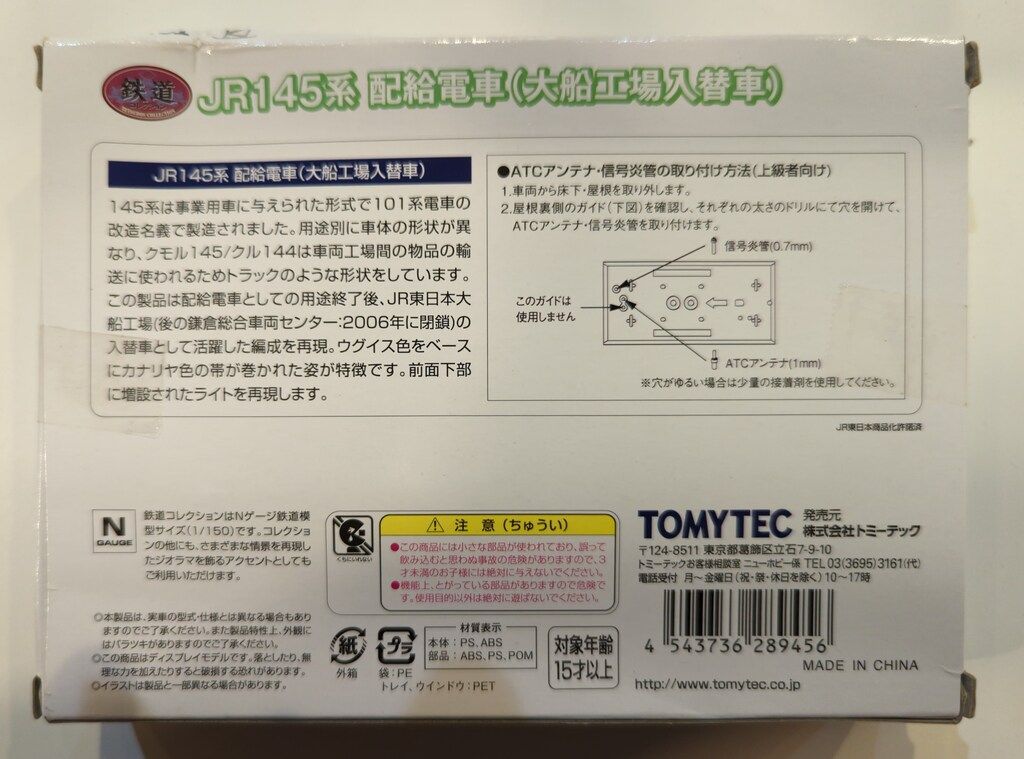 鉄道
JR145系 配給電車(大船工場入替車)
JR145系 配給電車(大船工場入替車)
145系は事業用車に与えられた形式で101系電車の
改造名義で製造されました。用途別に車体の形状が異
なり、クモル145/クル144は車両工場間の物品の輸
送に使われるためトラックのような形状をしています。
この製品は配給電車としての用途終了後、JR東日本大
船工場(後の鎌倉総合車両センター:2006年に閉鎖)の
入替車として活躍した編成を再現。ウグイス色をベース
にカナリヤ色の帯が巻かれた姿が特徴です。前面下部
に増設されたライトを再現します。
●ATCアンテナ・信号炎管の取り付け方法(上級者向け)
1.車両から床下・屋根を取り外します。
2.屋根裏側のガイド(下図)を確認し、それぞれの太さのドリルにて穴を開けて、
ATCアンテナ・信号炎管を取り付けます。
信号炎管(0.7mm)
このガイドは
使用しません
ATCアンテナ(1mm)
※穴がゆるい場合は少量の接着剤を使用してください。
JR東日本商品化許諾済
N
GAUGE
鉄道コレクションはNゲージ鉄道模
型サイズ(1/150)です。コレクショ
ンの他にも、さまざまな情景を再現し
たジオラマを飾るアクセントとしても
ご利用いただけます。
くちにいれない
注 意 (ちゅうい)
●この商品には小さな部品が使われており、誤って
飲み込むと思わぬ事故の危険がありますので、3
才未満のお子様には絶対に与えないでください。
●機能上、とがっている部品がありますので危険で
す。使用目的以外は絶対に遊ばないでください。
TOMYTEC 発売元
株式会社トミーテック
〒124-8511 東京都葛飾区立石7-9-10
トミーテックお客様相談室 ニューホビー係 TEL 03(3695)3161(代)
電話受付 月〜金曜日(祝・祭・休日を除く)10〜17時
◎本製品は、実車の型式・仕様とは異なる場合もあり
ますのでご了承ください。また製品特性上、外観に
はバラツキがありますのでご了承ください。
◎この商品はディスプレイモデルです。落としたり、無
理な力を加えたりすると破損する恐れがあります。
◎イラストは製品と一部異なる場合があります。
紙
外箱
プラ
袋:PE
トレイ、ウインドウ:PET
材質表示
本体:PS、ABS
部品:ABS、PS、POM
対象年齢
15才以上
4 543736 289456
MADE IN CHINA
http://www.tomytec.co.jp